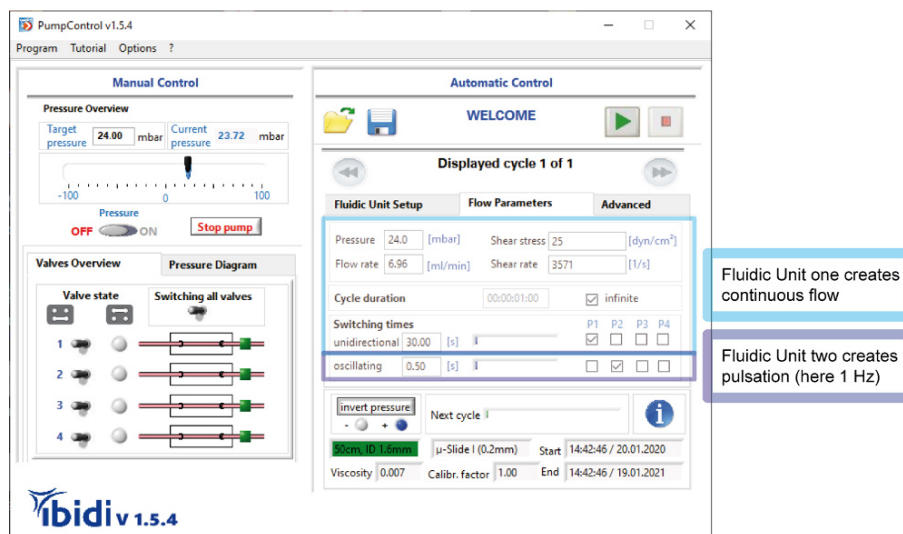 PumpControl v1.5.4
Program Tutorial Options ?
Manual Control
Pressure Overview
Target pressure 24.00 mbar Current pressure 23.72 mbar
-100 0 100
Pressure
OFF ON Stop pump
Valves Overview Pressure Diagram
Valve state Switching all valves
1
2
3
4
ibidi v 1.5.4
Automatic Control
WELCOME
Displayed cycle 1 of 1
Fluidic Unit Setup Flow Parameters Advanced
Pressure 24.0 [mbar] Shear stress 25 [dyn/cm²]
Flow rate 6.96 [ml/min] Shear rate 3571 [1/s]
Cycle duration 00:00:01:00 infinite
Switching times P1 P2 P3 P4
unidirectional 30.00 [s]
oscillating 0.50 [s]
invert pressure Next cycle
- +
50cm, ID 1.6mm µ-Slide I (0.2mm) Start 14:42:46 / 20.01.2020
Viscosity 0.007 Calibr. factor 1.00 End 14:42:46 / 19.01.2021
Fluidic Unit one creates
continuous flow
Fluidic Unit two creates
pulsation (here 1 Hz)